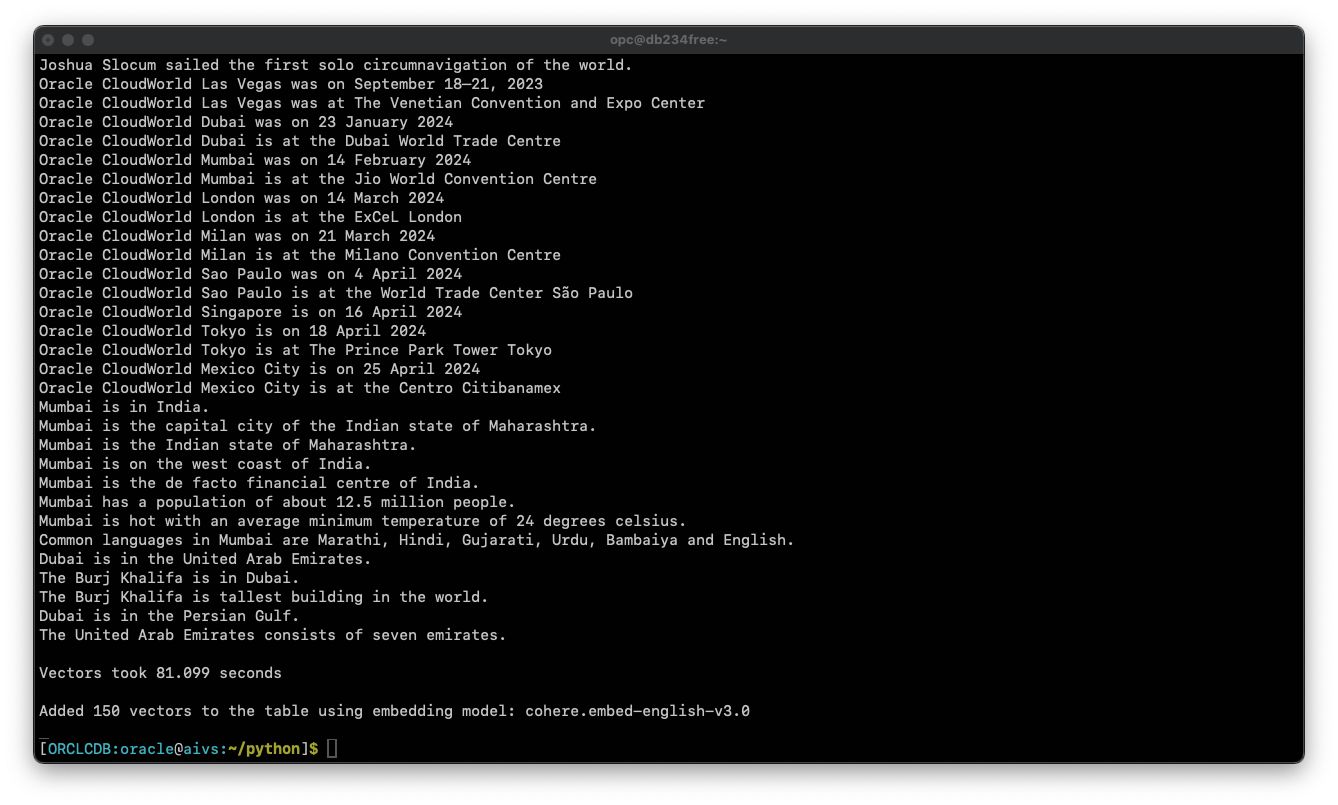 opc@db234free:~
Joshua Slocum sailed the first solo circumnavigation of the world.
Oracle CloudWorld Las Vegas was on September 18–21, 2023
Oracle CloudWorld Las Vegas was at The Venetian Convention and Expo Center
Oracle CloudWorld Dubai was on 23 January 2024
Oracle CloudWorld Dubai is at the Dubai World Trade Centre
Oracle CloudWorld Mumbai was on 14 February 2024
Oracle CloudWorld Mumbai is at the Jio World Convention Centre
Oracle CloudWorld London was on 14 March 2024
Oracle CloudWorld London is at the ExCeL London
Oracle CloudWorld Milan was on 21 March 2024
Oracle CloudWorld Milan is at the Milano Convention Centre
Oracle CloudWorld Sao Paulo was on 4 April 2024
Oracle CloudWorld Sao Paulo is at the World Trade Center São Paulo
Oracle CloudWorld Singapore is on 16 April 2024
Oracle CloudWorld Tokyo is on 18 April 2024
Oracle CloudWorld Tokyo is at The Prince Park Tower Tokyo
Oracle CloudWorld Mexico City is on 25 April 2024
Oracle CloudWorld Mexico City is at the Centro Citibanamex
Mumbai is in India.
Mumbai is the capital city of the Indian state of Maharashtra.
Mumbai is the Indian state of Maharashtra.
Mumbai is on the west coast of India.
Mumbai is the de facto financial centre of India.
Mumbai has a population of about 12.5 million people.
Mumbai is hot with an average minimum temperature of 24 degrees celsius.
Common languages in Mumbai are Marathi, Hindi, Gujarati, Urdu, Bambaiya and English.
Dubai is in the United Arab Emirates.
The Burj Khalifa is in Dubai.
The Burj Khalifa is tallest building in the world.
Dubai is in the Persian Gulf.
The United Arab Emirates consists of seven emirates.
Vectors took 81.099 seconds
Added 150 vectors to the table using embedding model: cohere.embed-english-v3.0
[ORCLCDB:oracle@aivs:~/python]$